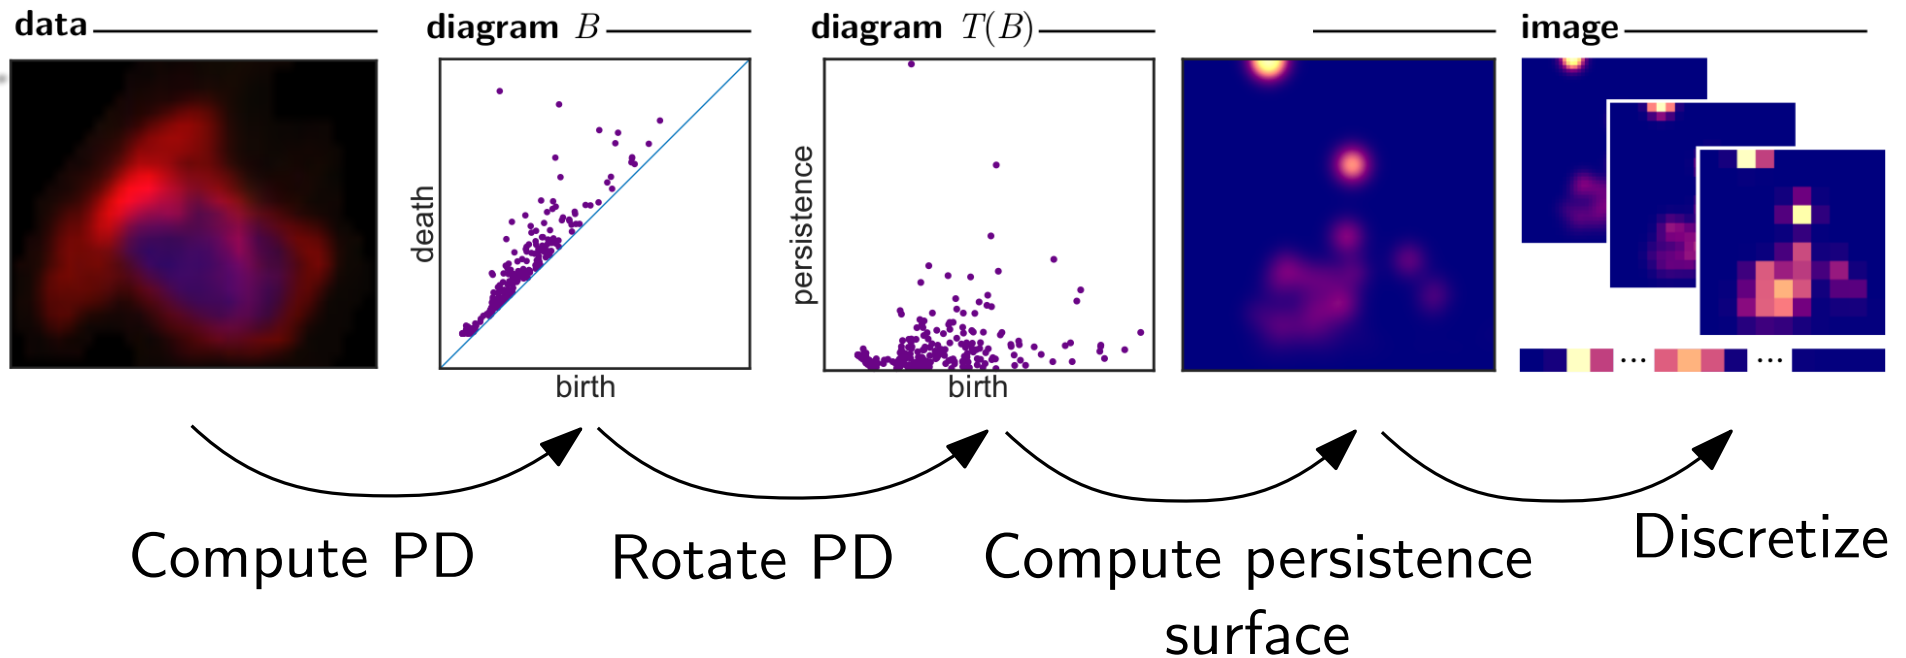 data
diagram B
diagram T(B)
image
death
birth
persistence
birth
... ...
Compute PD
Rotate PD
Compute persistence
surface
Discretize